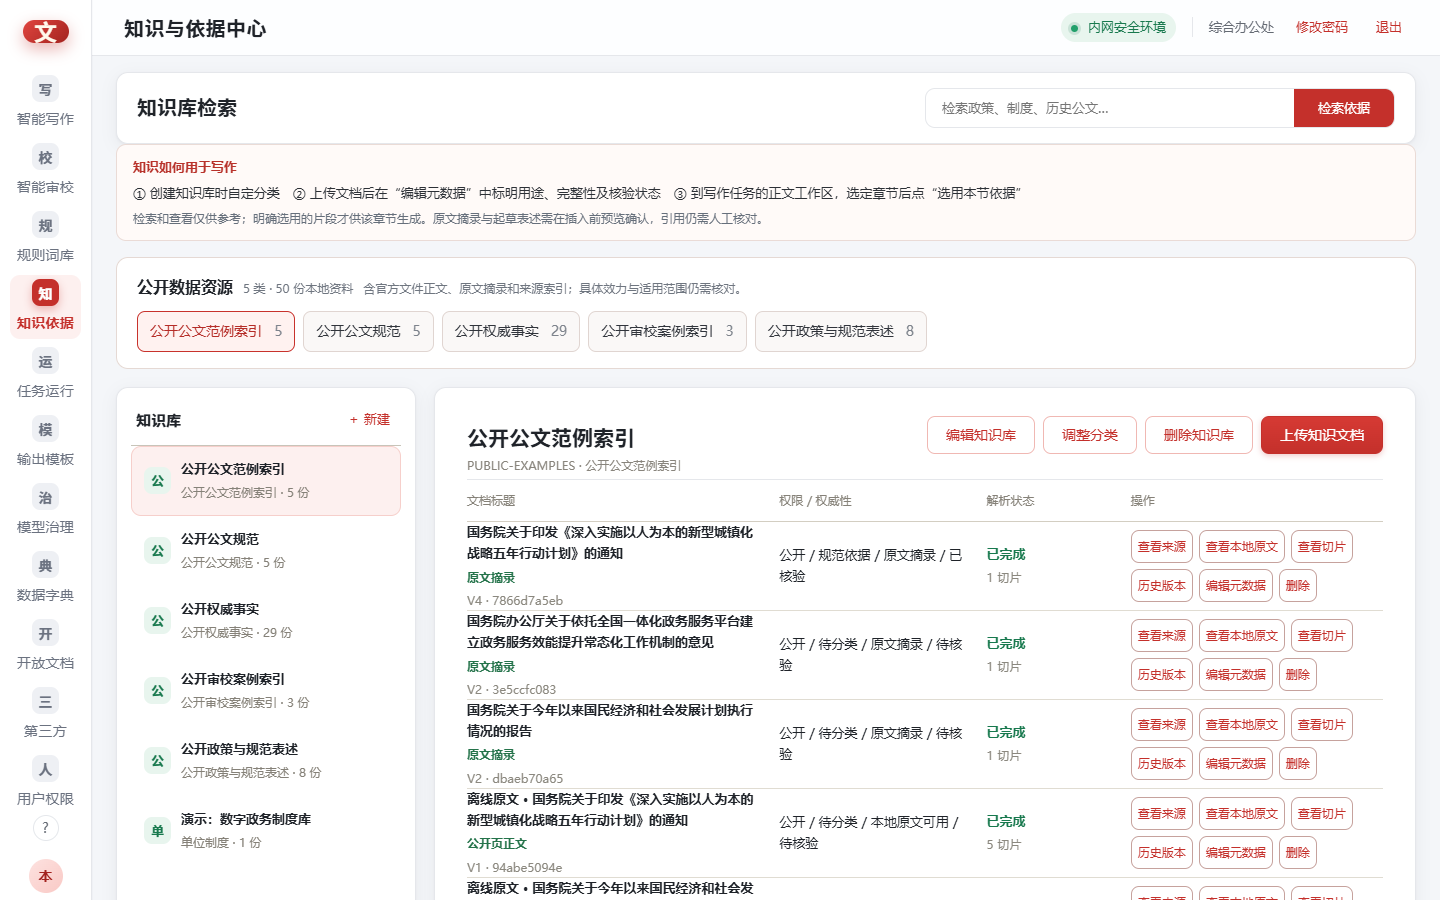 文
写
智能写作
校
智能审校
规
规则词库
知
知识依据
运
任务运行
模
输出模板
治
模型治理
典
数据字典
开
开放文档
三
第三方
人
用户权限
?
本
知识与依据中心
内网安全环境
综合办公处
修改密码
退出
知识库检索
检索政策、制度、历史公文...
检索依据
知识如何用于写作
① 创建知识库时自定分类 ② 上传文档后在“编辑元数据”中标明用途、完整性及核验状态 ③ 到写作任务的正文工作区，选定章节后点“选用本节依据”
检索和查看仅供参考；明确选用的片段才供该章节生成。原文摘录与起草表述需在插入前预览确认，引用仍需人工核对。
公开数据资源 5 类 · 50 份本地资料 含官方文件正文、原文摘录和来源索引；具体效力与适用范围仍需核对。
公开公文范例索引 5
公开公文规范 5
公开权威事实 29
公开审校案例索引 3
公开政策与规范表述 8
知识库
+ 新建
公
公开公文范例索引
公开公文范例索引 · 5 份
公
公开公文规范
公开公文规范 · 5 份
公
公开权威事实
公开权威事实 · 29 份
公
公开审校案例索引
公开审校案例索引 · 3 份
公
公开政策与规范表述
公开政策与规范表述 · 8 份
单
演示：数字政务制度库
单位制度 · 1 份
公开公文范例索引
PUBLIC-EXAMPLES · 公开公文范例索引
编辑知识库
调整分类
删除知识库
上传知识文档
文档标题
权限 / 权威性
解析状态
操作
国务院关于印发《深入实施以人为本的新型城镇化
战略五年行动计划》的通知
原文摘录
V4 · 7866d7a5eb
公开 / 规范依据 / 原文摘录 / 已
核验
已完成
1 切片
查看来源
查看本地原文
查看切片
历史版本
编辑元数据
删除
国务院办公厅关于依托全国一体化政务服务平台建
立政务服务效能提升常态化工作机制的意见
原文摘录
V2 · 3e5ccfc083
公开 / 待分类 / 原文摘录 / 待核
验
已完成
1 切片
查看来源
查看本地原文
查看切片
历史版本
编辑元数据
删除
国务院关于今年以来国民经济和社会发展计划执行
情况的报告
原文摘录
V2 · dbaeb70a65
公开 / 待分类 / 原文摘录 / 待核
验
已完成
1 切片
查看来源
查看本地原文
查看切片
历史版本
编辑元数据
删除
离线原文 • 国务院关于印发《深入实施以人为本的
新型城镇化战略五年行动计划》的通知
公开页正文
V1 · 94abe5094e
公开 / 待分类 / 本地原文可用 /
待核验
已完成
5 切片
查看来源
查看本地原文
查看切片
历史版本
编辑元数据
删除
离线原文 • 国务院关于今年以来国民经济和社会发
查看来源
查看本地原文
查看切片